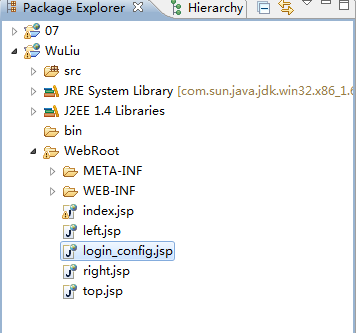 Package Explorer Hierarchy
07
WuLiu
src
JRE System Library [com.sun.java.jdk.win32.x86_1.6
J2EE 1.4 Libraries
bin
WebRoot
META-INF
WEB-INF
index.jsp
left.jsp
login_config.jsp
right.jsp
top.jsp